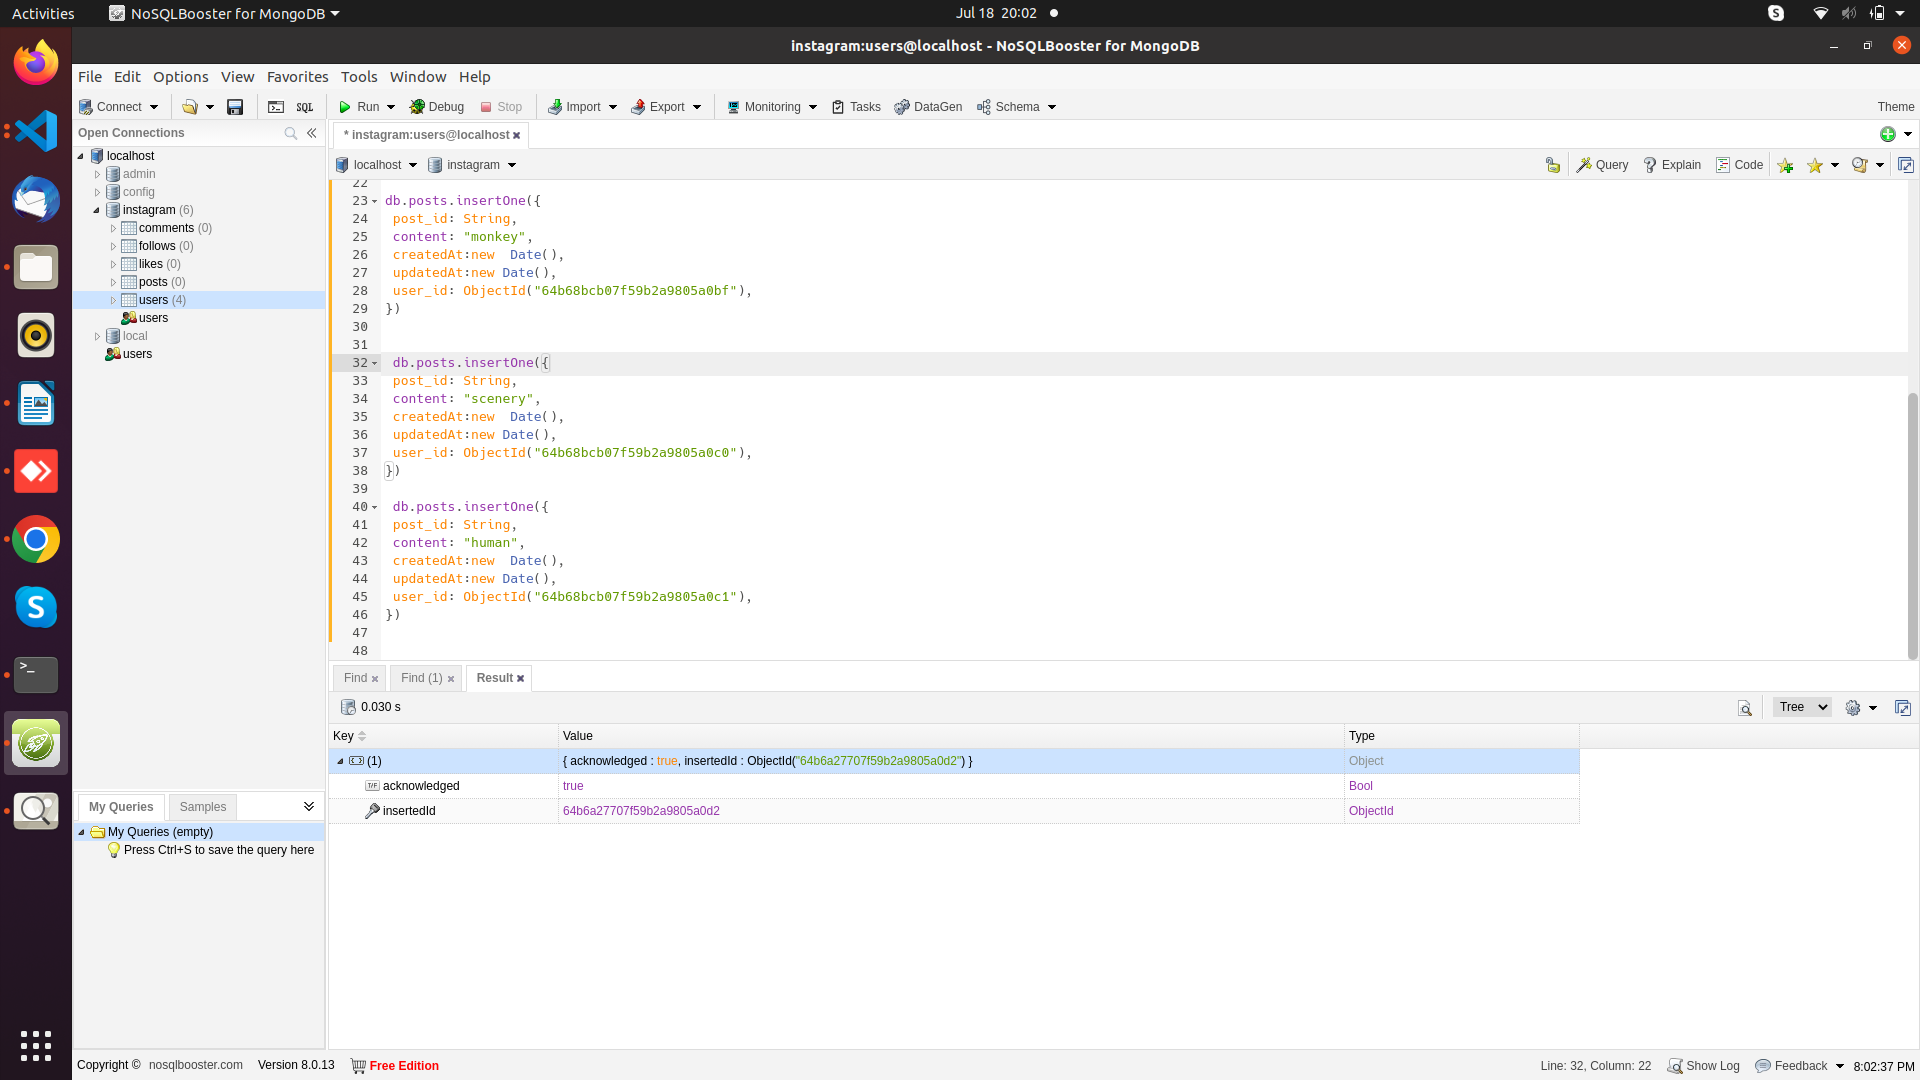 Activities NoSQLBooster for MongoDB Jul 18 20:02
instagram:users@localhost - NoSQLBooster for MongoDB
File Edit Options View Favorites Tools Window Help
Connect SQL Run Debug Stop Import Export Monitoring Tasks DataGen Schema Theme
Open Connections
localhost
admin
config
instagram (6)
comments (0)
follows (0)
likes (0)
posts (0)
users (4)
users
local
users
My Queries Samples
My Queries (empty)
Press Ctrl+S to save the query here
* instagram:users@localhost
localhost instagram Query Explain Code
22
23 db.posts.insertOne({
24 post_id: String,
25 content: "monkey",
26 createdAt:new  Date(),
27 updatedAt:new Date(),
28 user_id: ObjectId("64b68bcb07f59b2a9805a0bf"),
29 })
30
31
32 db.posts.insertOne({
33 post_id: String,
34 content: "scenery",
35 createdAt:new  Date(),
36 updatedAt:new Date(),
37 user_id: ObjectId("64b68bcb07f59b2a9805a0c0"),
38 })
39
40 db.posts.insertOne({
41 post_id: String,
42 content: "human",
43 createdAt:new  Date(),
44 updatedAt:new Date(),
45 user_id: ObjectId("64b68bcb07f59b2a9805a0c1"),
46 })
47
48
Find Find (1) Result
0.030 s Tree
Key Value Type
(1) { acknowledged : true, insertedId : ObjectId("64b6a27707f59b2a9805a0d2") } Object
acknowledged true Bool
insertedId 64b6a27707f59b2a9805a0d2 ObjectId
Copyright © nosqlbooster.com Version 8.0.13 Free Edition Line: 32, Column: 22 Show Log Feedback 8:02:37 PM